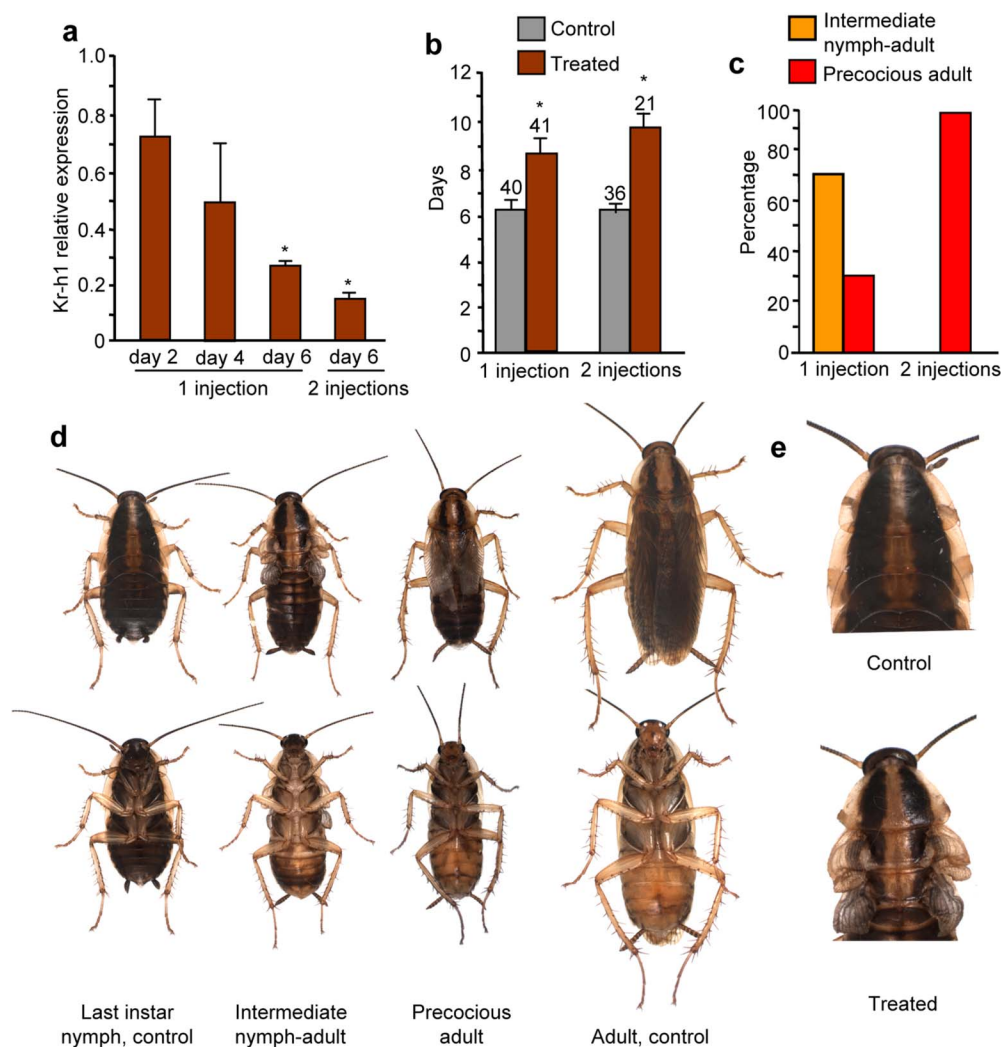 a
1.0
0.8
0.6
0.4
0.2
0
Kr-h1 relative expression
*
*
day 2 day 4 day 6 day 6
1 injection 2 injections
b
Control
Treated
12
10
8
6
4
2
0
Days
40
*
41
36
*
21
1 injection 2 injections
Intermediate
nymph-adult
Precocious adult
c
100
80
60
40
20
0
Percentage
1 injection 2 injections
d
Last instar
nymph, control
Intermediate
nymph-adult
Precocious
adult
Adult, control
e
Control
Treated